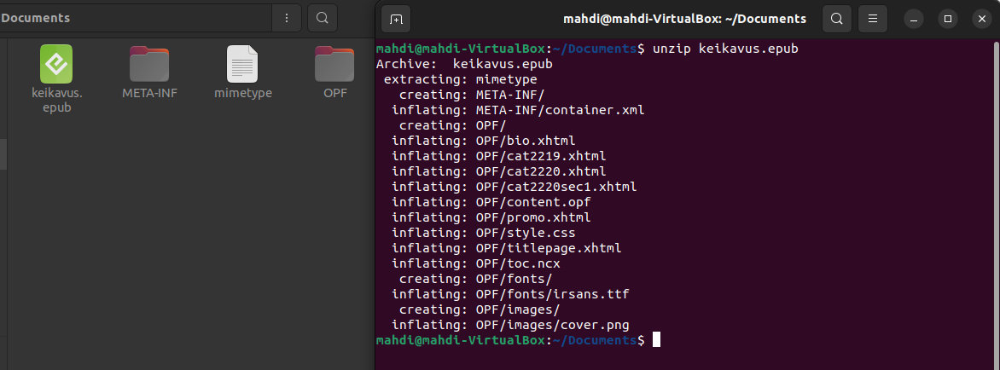 Documents
keikavus.
epub
META-INF
mimetype
OPF
mahdi@mahdi-VirtualBox: ~/Documents
mahdi@mahdi-VirtualBox:~/Documents$ unzip keikavus.epub
Archive:  keikavus.epub
 extracting: mimetype
   creating: META-INF/
  inflating: META-INF/container.xml
   creating: OPF/
  inflating: OPF/bio.xhtml
  inflating: OPF/cat2219.xhtml
  inflating: OPF/cat2220.xhtml
  inflating: OPF/cat2220sec1.xhtml
  inflating: OPF/content.opf
  inflating: OPF/promo.xhtml
  inflating: OPF/style.css
  inflating: OPF/titlepage.xhtml
  inflating: OPF/toc.ncx
   creating: OPF/fonts/
  inflating: OPF/fonts/irsans.ttf
   creating: OPF/images/
  inflating: OPF/images/cover.png
mahdi@mahdi-VirtualBox:~/Documents$